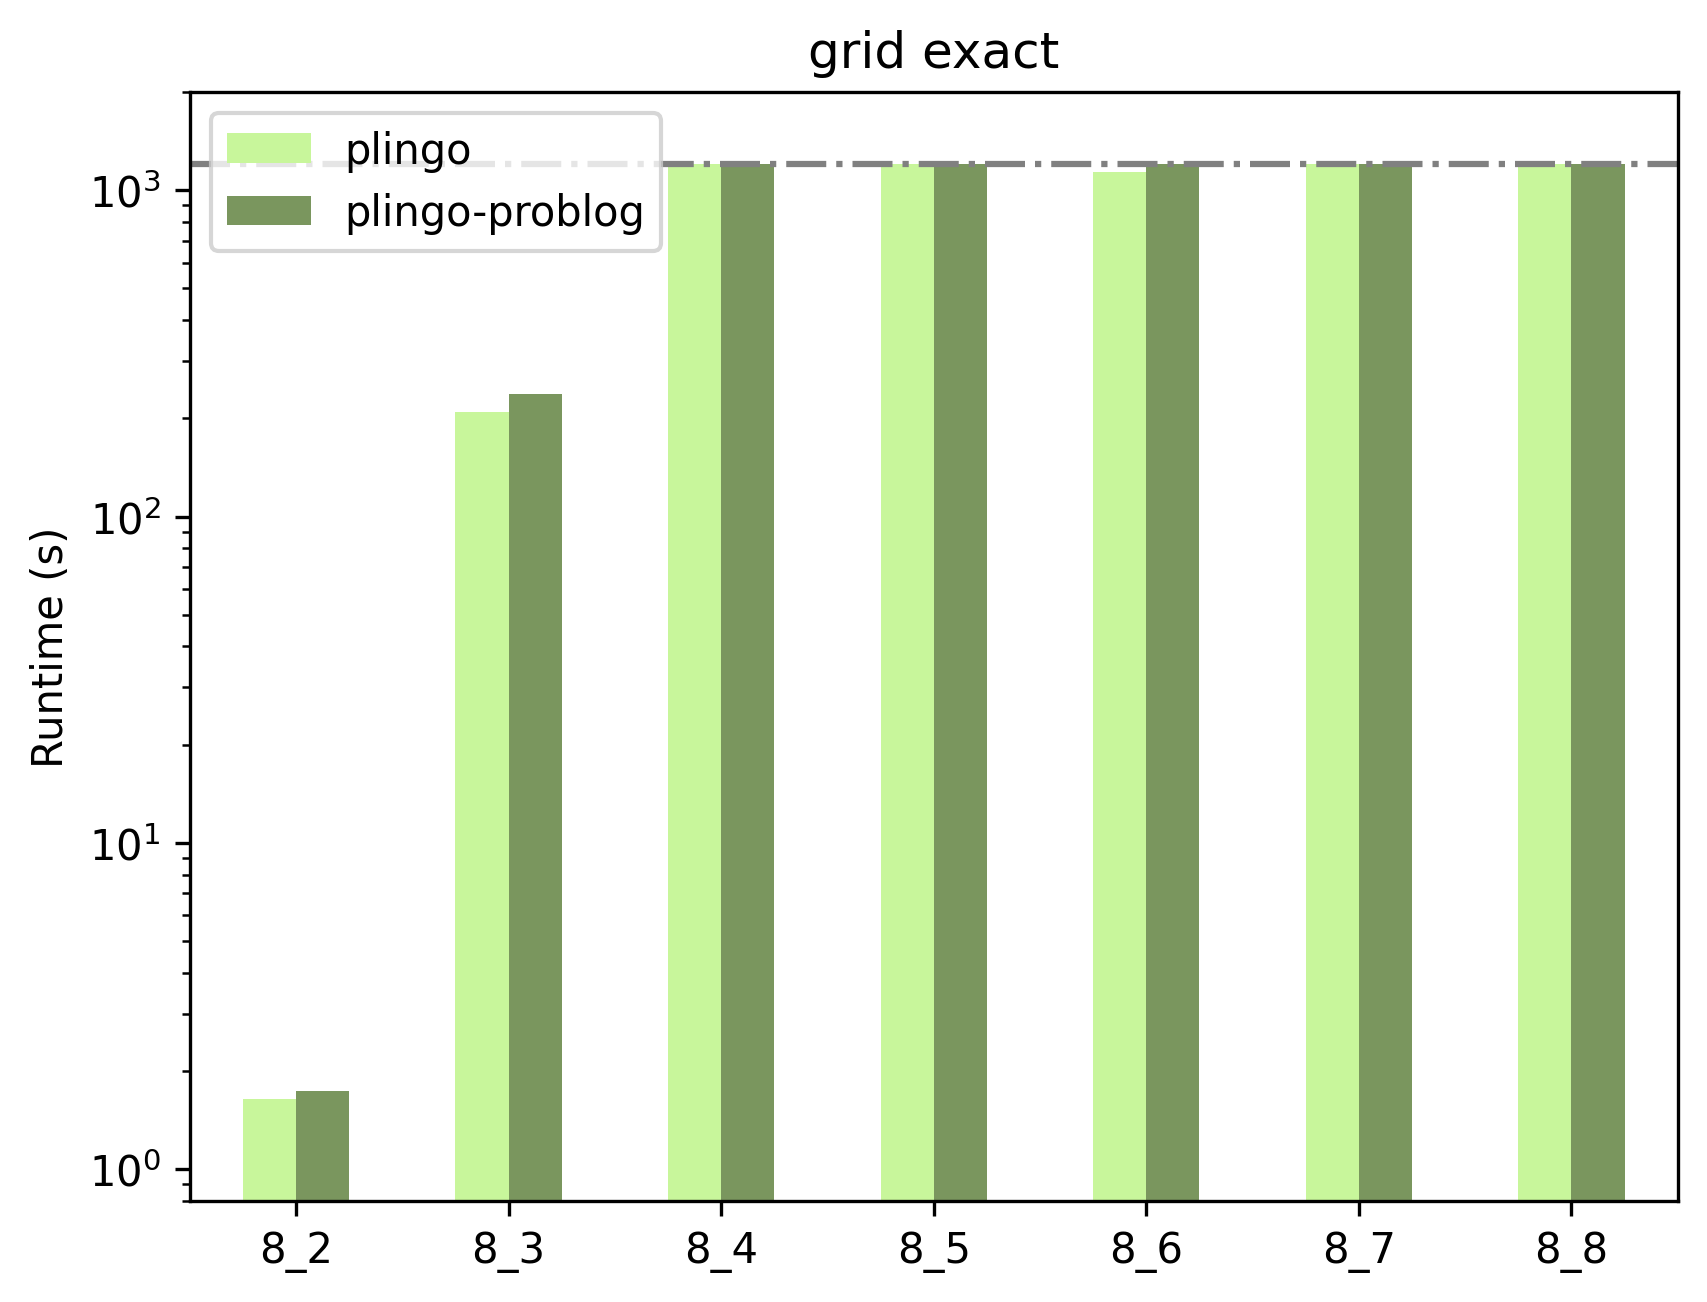 grid exact
plingo
plingo-problog
Runtime (s)
10³
10²
10¹
10⁰
8_2 8_3 8_4 8_5 8_6 8_7 8_8